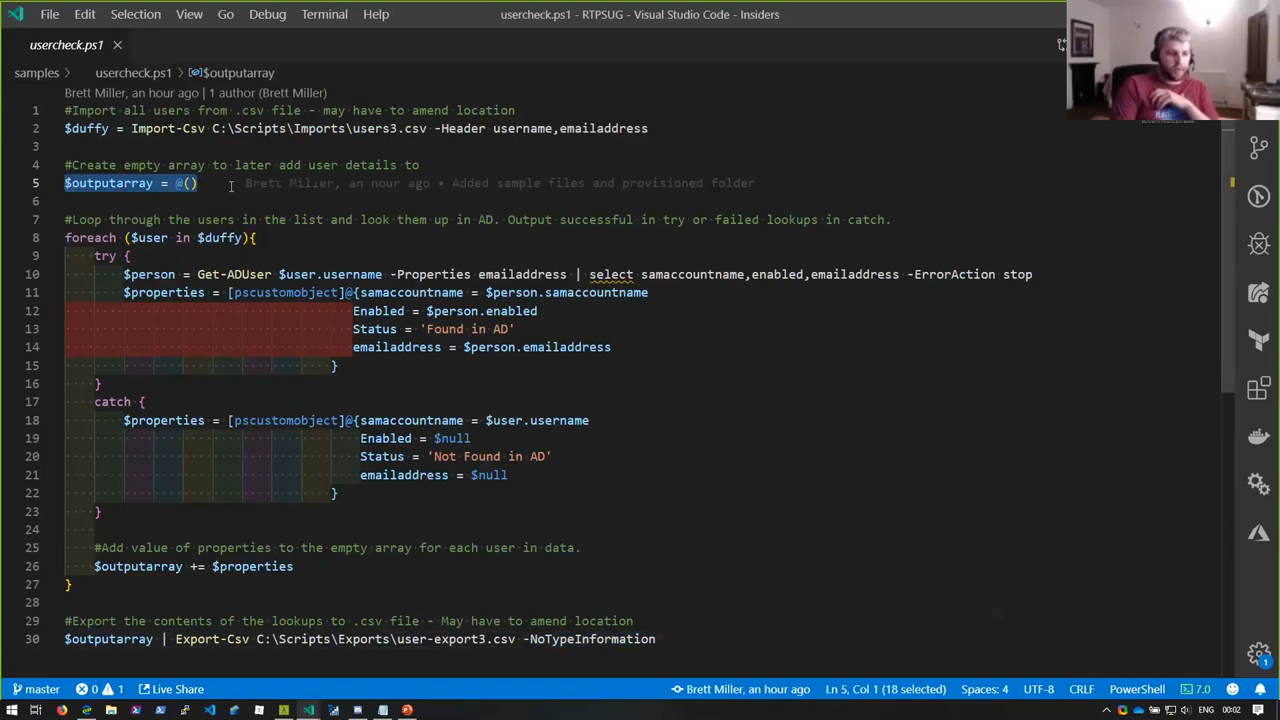 File Edit Selection View Go Debug Terminal Help usercheck.ps1 - RTPSUG - Visual Studio Code - Insiders
usercheck.ps1
samples usercheck.ps1 $outputarray
Brett Miller, an hour ago | 1 author (Brett Miller)
1 #Import all users from .csv file - may have to amend location
2 $duffy = Import-Csv C:\Scripts\Imports\users3.csv -Header username,emailaddress
3
4 #Create empty array to later add user details to
5 $outputarray = @() Brett Miller, an hour ago • Added sample files and provisioned folder
6
7 #Loop through the users in the list and look them up in AD. Output successful in try or failed lookups in catch.
8 foreach ($user in $duffy){
9 try {
10 $person = Get-ADUser $user.username -Properties emailaddress | select samaccountname,enabled,emailaddress -ErrorAction stop
11 $properties = [pscustomobject]@{samaccountname = $person.samaccountname
12 Enabled = $person.enabled
13 Status = 'Found in AD'
14 emailaddress = $person.emailaddress
15 }
16 }
17 catch {
18 $properties = [pscustomobject]@{samaccountname = $user.username
19 Enabled = $null
20 Status = 'Not Found in AD'
21 emailaddress = $null
22 }
23 }
24
25 #Add value of properties to the empty array for each user in data.
26 $outputarray += $properties
27 }
28
29 #Export the contents of the lookups to .csv file - May have to amend location
30 $outputarray | Export-Csv C:\Scripts\Exports\user-export3.csv -NoTypeInformation
master 0 1 Live Share Brett Miller, an hour ago Ln 5, Col 1 (18 selected) Spaces: 4 UTF-8 CRLF PowerShell 7.0 1
ENG 00:02